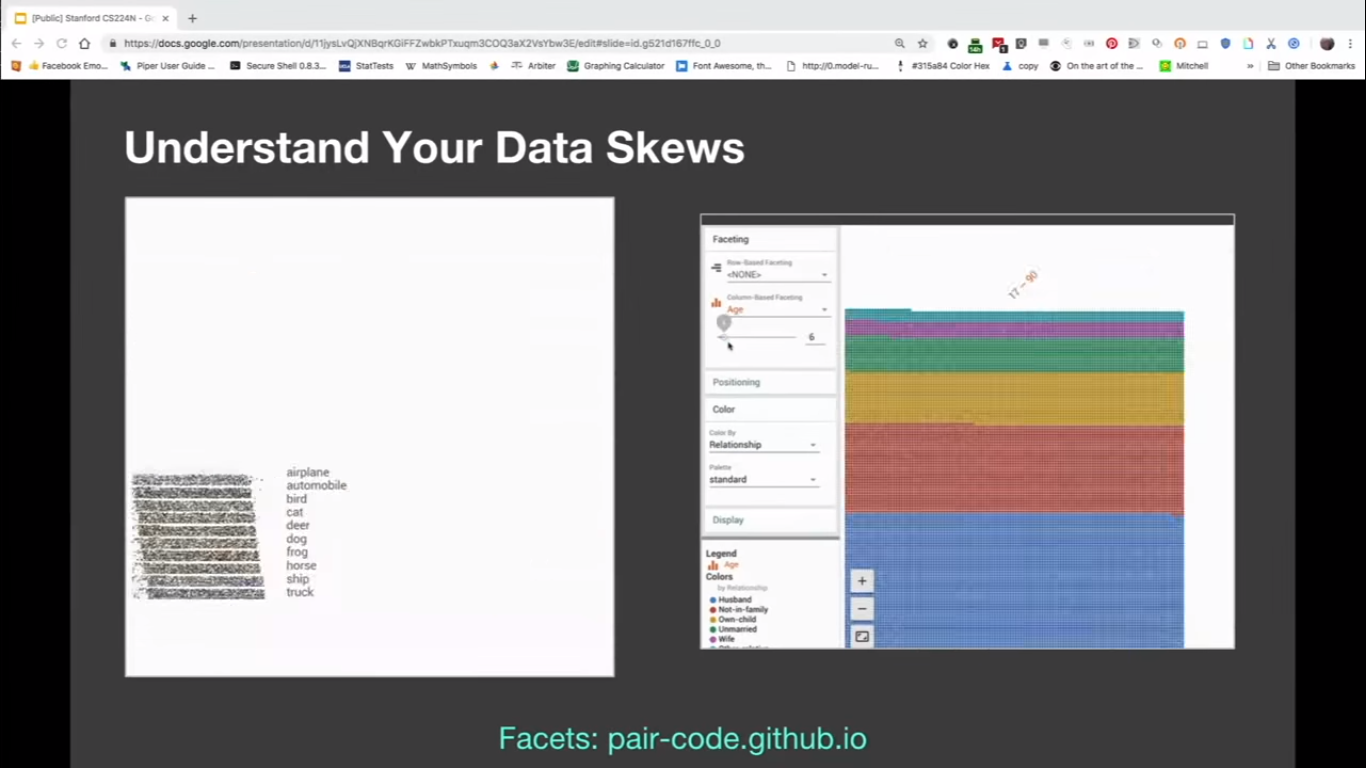 [Public] Stanford CS224N - Go
https://docs.google.com/presentation/d/11jysLvQjXNBqrKGiFFZwbkPTxuqm3COQ3aX2VsYbw3E/edit#slide=id.g521d167ffc_0_0
Facebook Emo... Piper User Guide ... Secure Shell 0.8.3... StatTests MathSymbols Arbiter Graphing Calculator Font Awesome, th... http://0.model-ru... #315a84 Color Hex copy On the art of the ... Mitchell » Other Bookmarks
Understand Your Data Skews
airplane
automobile
bird
cat
deer
dog
frog
horse
ship
truck
Faceting
Row-Based Faceting
<NONE>
Column-Based Faceting
Age
6
Positioning
Color
Color By
Relationship
Palette
standard
Display
Legend
Age
Colors
by Relationship
Husband
Not-in-family
Own-child
Unmarried
Wife
17 – 90
+
−
Facets: pair-code.github.io